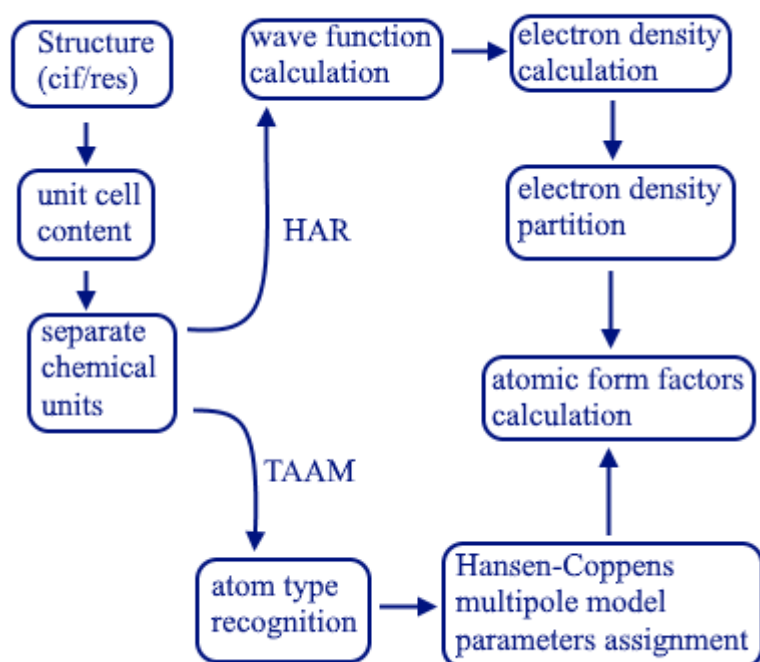 Structure
(cif/res)
unit cell
content
separate
chemical
units
HAR
wave function
calculation
electron density
calculation
electron density
partition
atomic form factors
calculation
TAAM
atom type
recognition
Hansen-Coppens
multipole model
parameters assignment